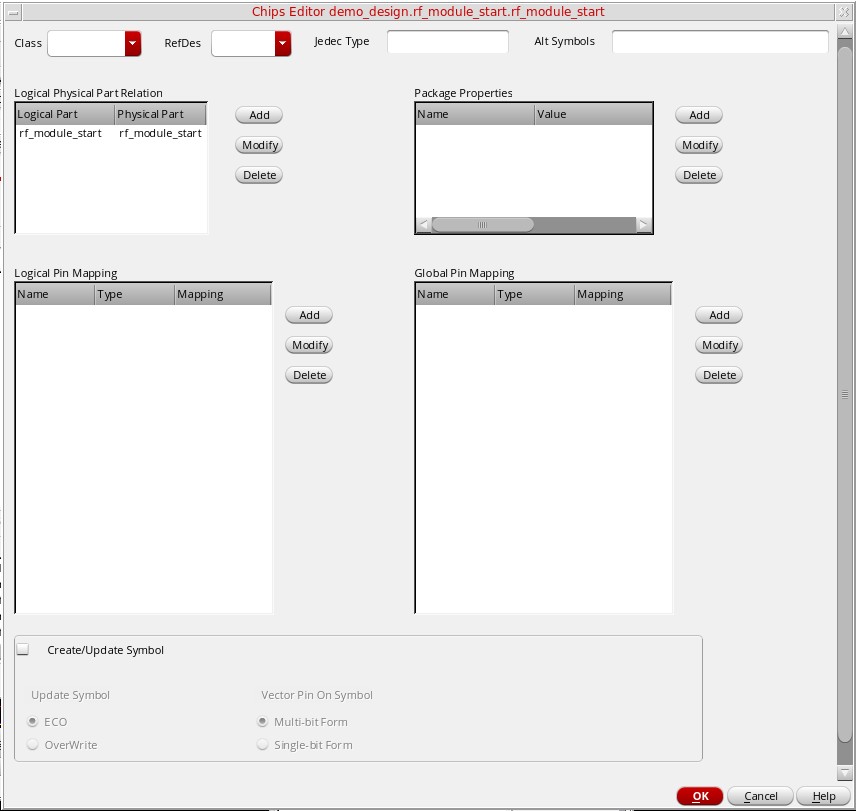 Chips Editor demo_design.rf_module_start.rf_module_start
Class RefDes Jedec Type Alt Symbols
Logical Physical Part Relation Package Properties
Logical Part Physical Part Add Name Value Add
rf_module_start rf_module_start
Modify Modify
Delete Delete
Logical Pin Mapping Global Pin Mapping
Name Type Mapping Name Type Mapping
Add Add
Modify Modify
Delete Delete
Create/Update Symbol
Update Symbol Vector Pin On Symbol
ECO Multi-bit Form
OverWrite Single-bit Form
OK Cancel Help